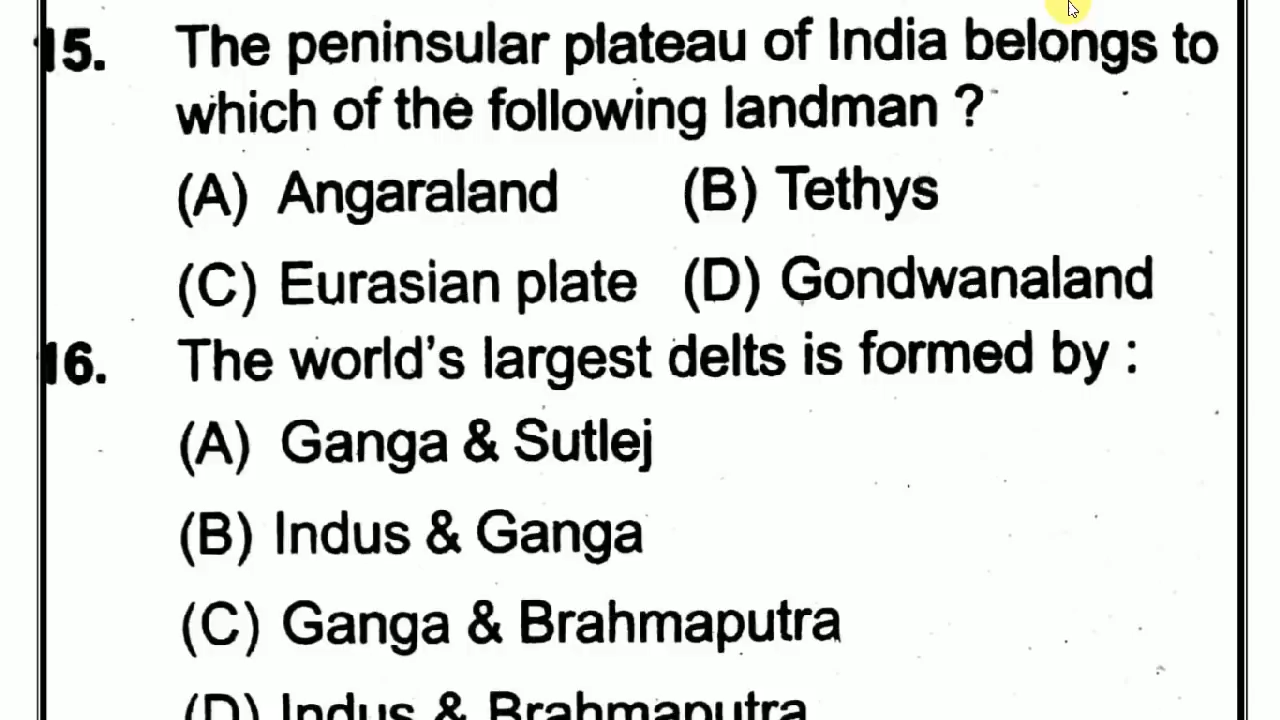 15. The peninsular plateau of India belongs to
which of the following landman ?
(A) Angaraland (B) Tethys
(C) Eurasian plate (D) Gondwanaland
16. The world's largest delts is formed by :
(A) Ganga & Sutlej
(B) Indus & Ganga
(C) Ganga & Brahmaputra
(D) Indus & Brahmaputra